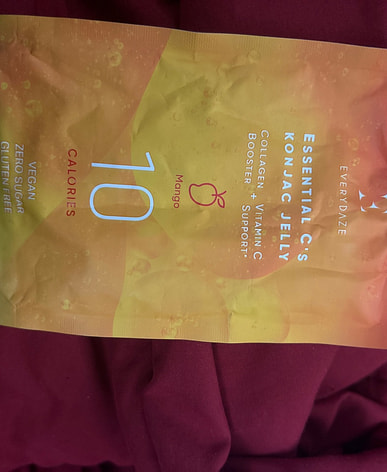 EVERYDAZE
ESSENTIAL C'S
KONJAC JELLY
COLLAGEN + VITAMIN C
BOOSTER SUPPORT*
Mango
10
CALORIES
VEGAN
ZERO SUGAR
GLUTEN FREE